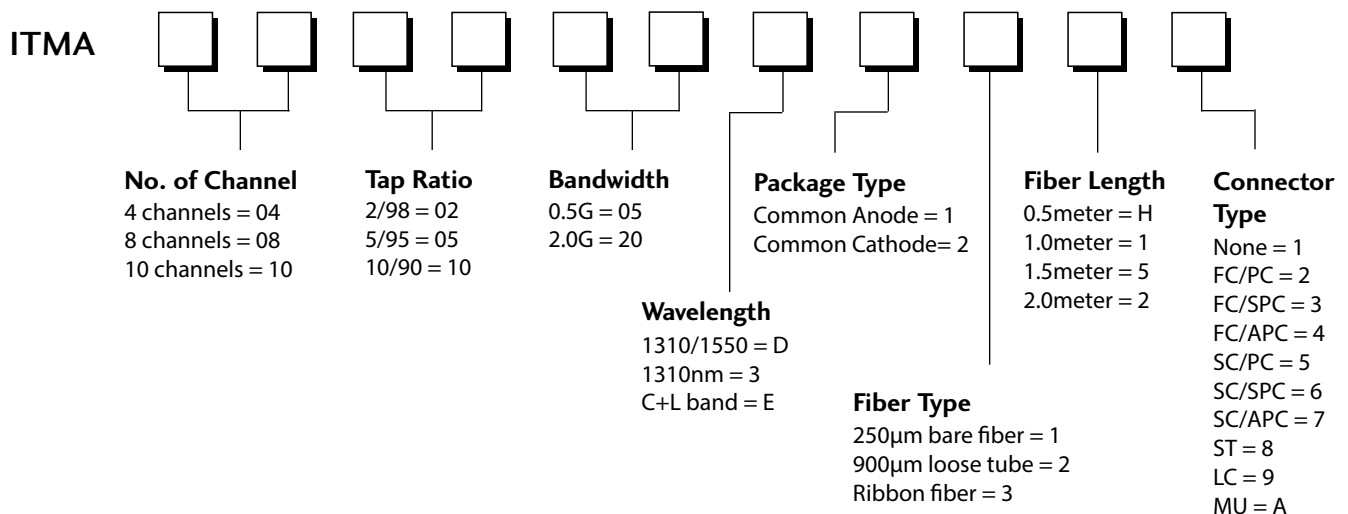 ITMA
No. of Channel
4 channels = 04
8 channels = 08
10 channels = 10
Tap Ratio
2/98 = 02
5/95 = 05
10/90 = 10
Bandwidth
0.5G = 05
2.0G = 20
Wavelength
1310/1550 = D
1310nm = 3
C+L band = E
Package Type
Common Anode = 1
Common Cathode= 2
Fiber Type
250µm bare fiber = 1
900µm loose tube = 2
Ribbon fiber = 3
Fiber Length
0.5meter = H
1.0meter = 1
1.5meter = 5
2.0meter = 2
Connector
Type
None = 1
FC/PC = 2
FC/SPC = 3
FC/APC = 4
SC/PC = 5
SC/SPC = 6
SC/APC = 7
ST = 8
LC = 9
MU = A